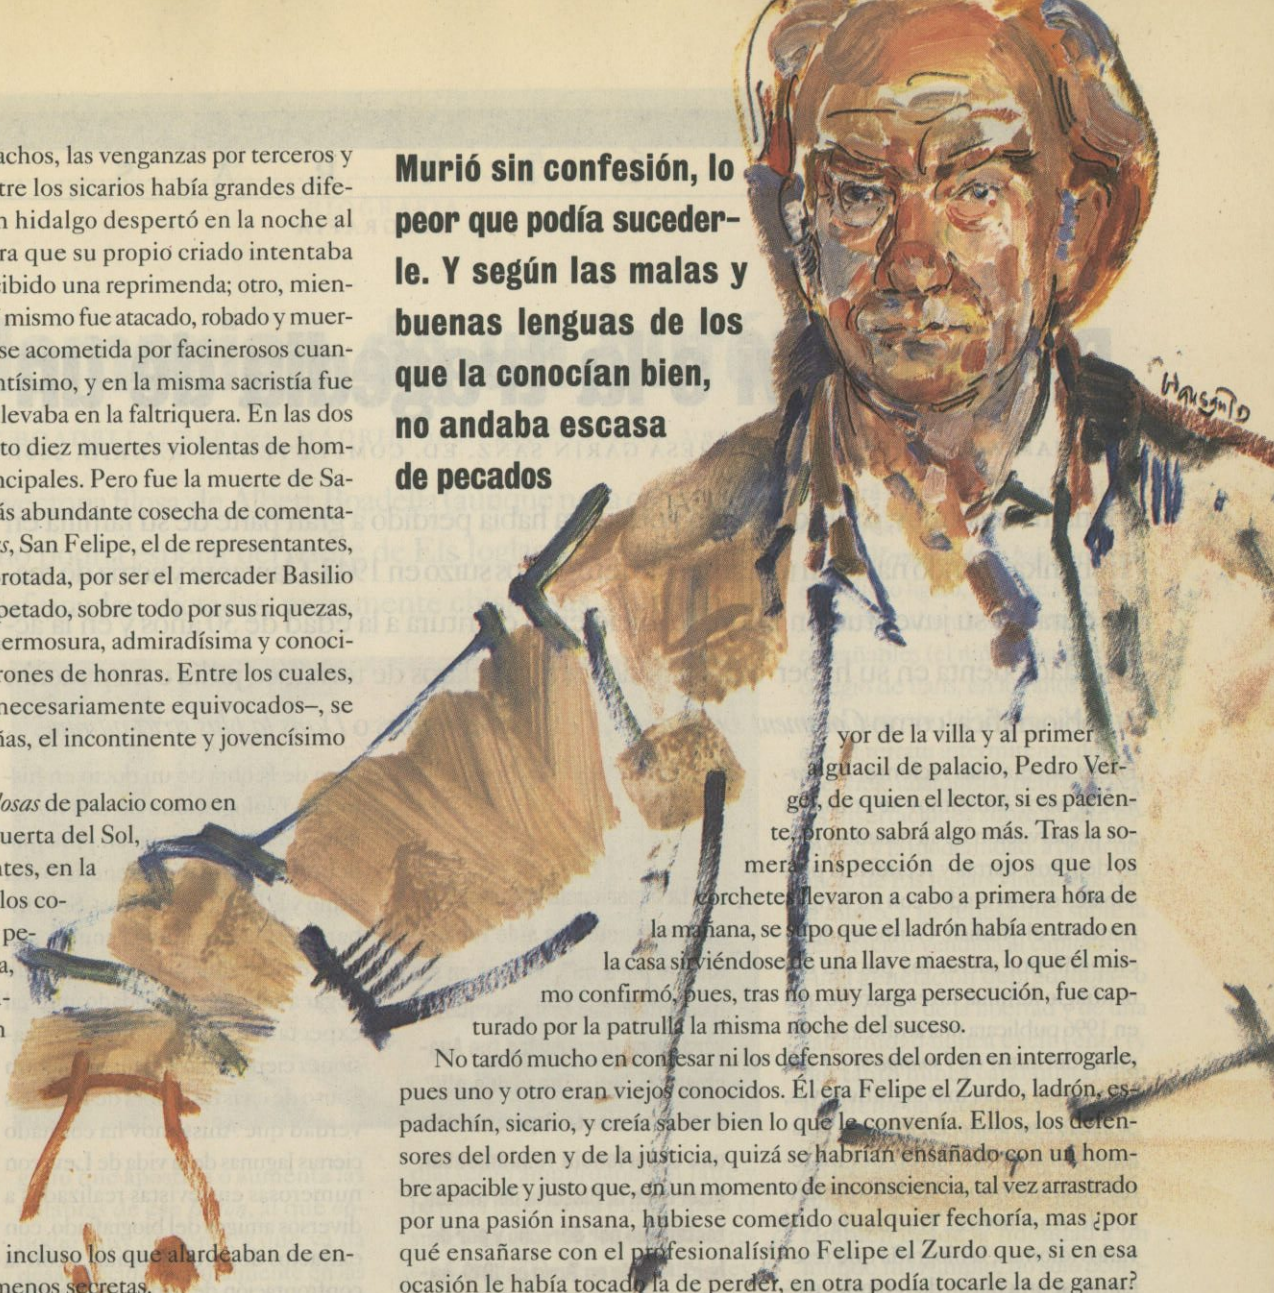 achos, las venganzas por terceros y
tre los sicarios había grandes dife-
n hidalgo despertó en la noche al
ra que su propio criado intentaba
cibido una reprimenda; otro, mien-
mismo fue atacado, robado y muer-
se acometida por facinerosos cuan-
ntísimo, y en la misma sacristía fue
llevaba en la faltriquera. En las dos
to diez muertes violentas de hom-
ncipales. Pero fue la muerte de Sa-
ás abundante cosecha de comenta-
s, San Felipe, el de representantes,
rotada, por ser el mercader Basilio
petado, sobre todo por sus riquezas,
ermosura, admiradísima y conoci-
rones de honras. Entre los cuales,
necesariamente equivocados–, se
ñas, el incontinente y jovencísimo
losas de palacio como en
uerta del Sol,
ntes, en la
los co-
pe-
a,
incluso los que alardeaban de en-
menos secretas.
Murió sin confesión, lo
peor que podía suceder-
le. Y según las malas y
buenas lenguas de los
que la conocían bien,
no andaba escasa
de pecados
yor de la villa y al primer
alguacil de palacio, Pedro Ver-
ger, de quien el lector, si es pacien-
te, pronto sabrá algo más. Tras la so-
mera inspección de ojos que los
corchetes llevaron a cabo a primera hora de
la mañana, se supo que el ladrón había entrado en
la casa sirviéndose de una llave maestra, lo que él mis-
mo confirmó, pues, tras no muy larga persecución, fue cap-
turado por la patrulla la misma noche del suceso.
No tardó mucho en confesar ni los defensores del orden en interrogarle,
pues uno y otro eran viejos conocidos. Él era Felipe el Zurdo, ladrón, es-
padachín, sicario, y creía saber bien lo que le convenía. Ellos, los defen-
sores del orden y de la justicia, quizá se habrían ensañado con un hom-
bre apacible y justo que, en un momento de inconsciencia, tal vez arrastrado
por una pasión insana, hubiese cometido cualquier fechoría, mas ¿por
qué ensañarse con el profesionalísimo Felipe el Zurdo que, si en esa
ocasión le había tocado la de perder, en otra podía tocarle la de ganar?